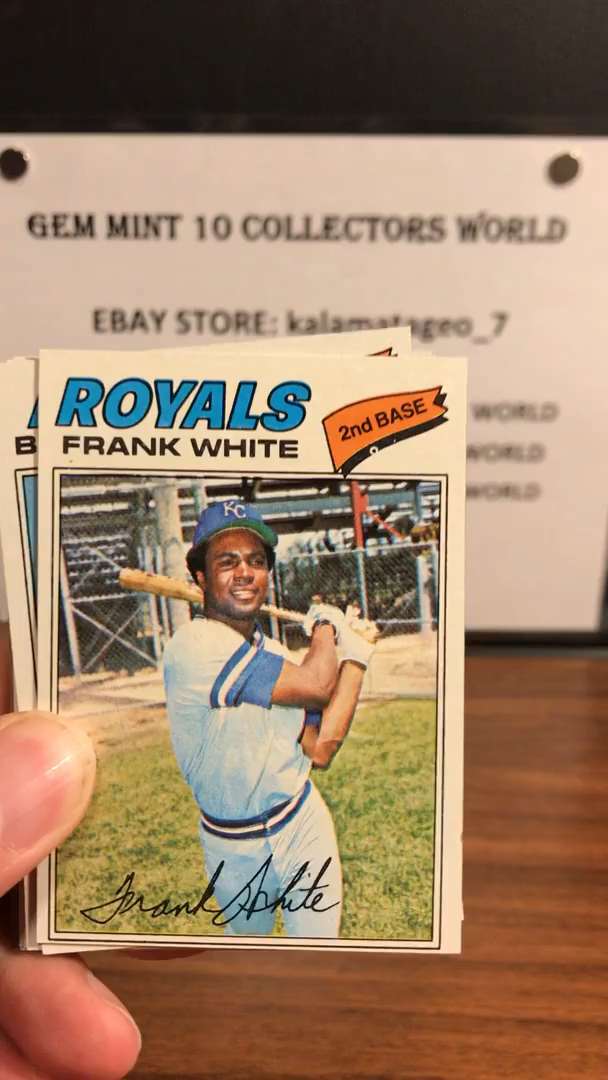 GEM MINT 10 COLLECTORS WORLD
EBAY STORE: kalamatageo_7
WORLD
WORLD
WORLD
ROYALS
2nd BASE
B FRANK WHITE
KC
Frank White